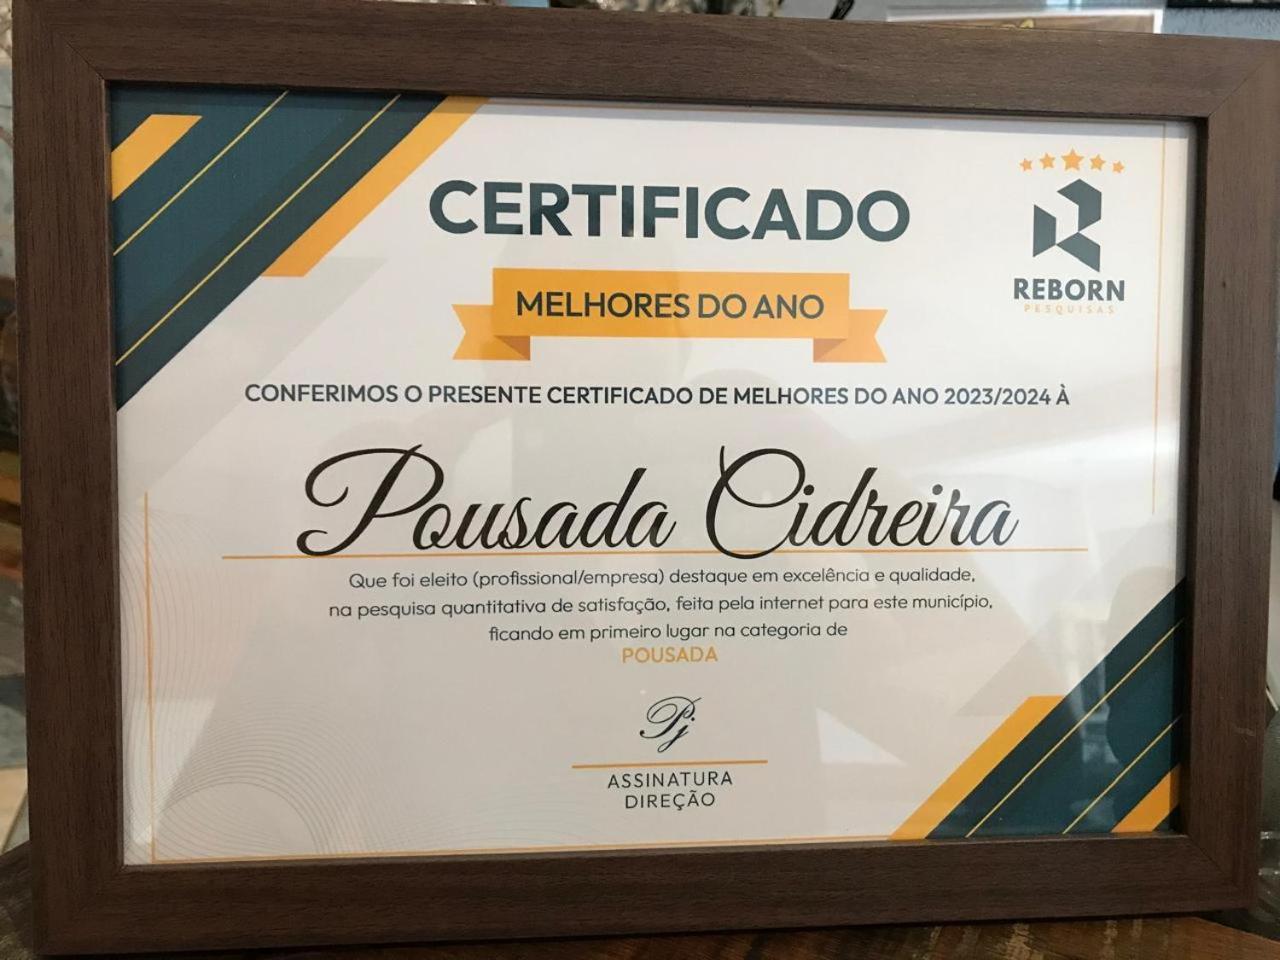 CERTIFICADO
REBORN
PESQUISAS
MELHORES DO ANO
CONFERIMOS O PRESENTE CERTIFICADO DE MELHORES DO ANO 2023/2024 À
Pousada Cidreira
Que foi eleito (profissional/empresa) destaque em excelência e qualidade,
na pesquisa quantitativa de satisfação, feita pela internet para este município,
ficando em primeiro lugar na categoria de
POUSADA
Pj
ASSINATURA
DIREÇÃO